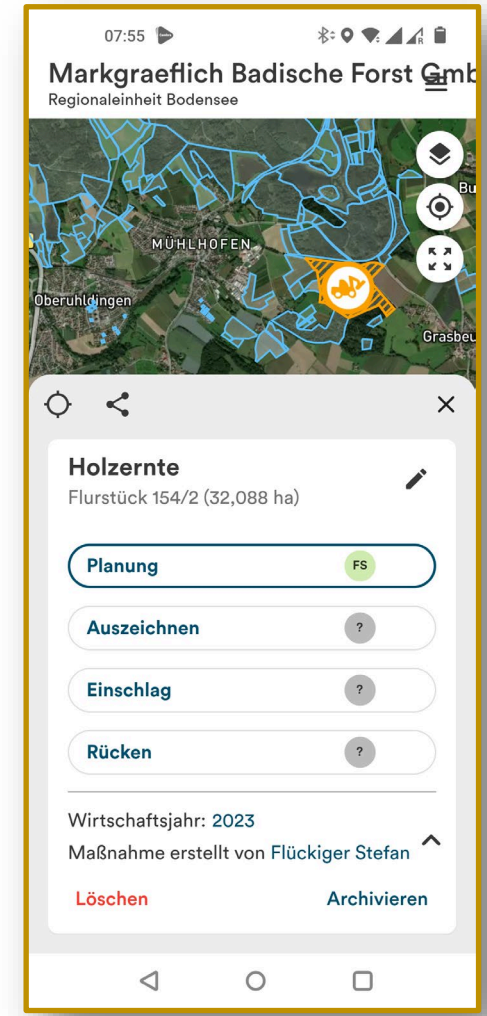 07:55
Markgraeflich Badische Forst Gmb
Regionaleinheit Bodensee
MÜHLHOFEN
Bu
Oberuhldingen
Grasbeu
Holzernte
Flurstück 154/2 (32,088 ha)
Planung FS
Auszeichnen ?
Einschlag ?
Rücken ?
Wirtschaftsjahr: 2023
Maßnahme erstellt von Flückiger Stefan
Löschen Archivieren